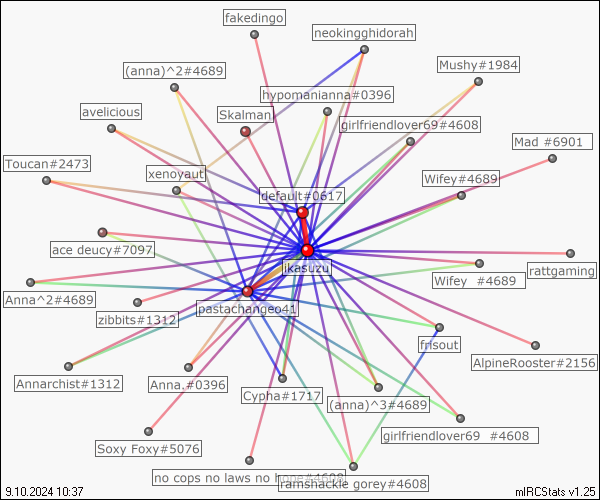 fakedingo
neokingghidorah
Mushy#1984
(anna)^2#4689
hypomanianna#0396
avelicious
Skalman
girlfriendlover69#4608
Mad #6901
Toucan#2473
xenoyaut
Wifey#4689
default#0617
ace deucy#7097
jkasuzu
rattgaming
Wifey #4689
Anna^2#4689
pastachangeo41
zibbits#1312
frisout
AlpineRooster#2156
Annarchist#1312
Anna.#0396
Cypha#1717
(anna)^3#4689
girlfriendlover69 #4608
Soxy Foxy#5076
no cops no laws no hope#4608
ramshackle gorey#4608
9.10.2024 10:37
mIRCStats v1.25